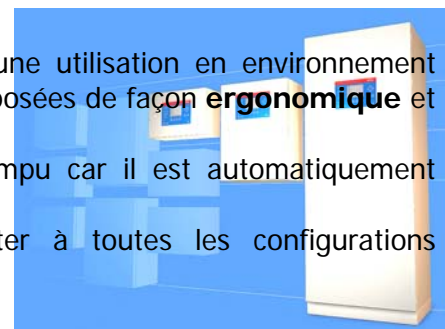 une utilisation en environnement
posées de façon ergonomique et
mpu car il est automatiquement
ter à toutes les configurations